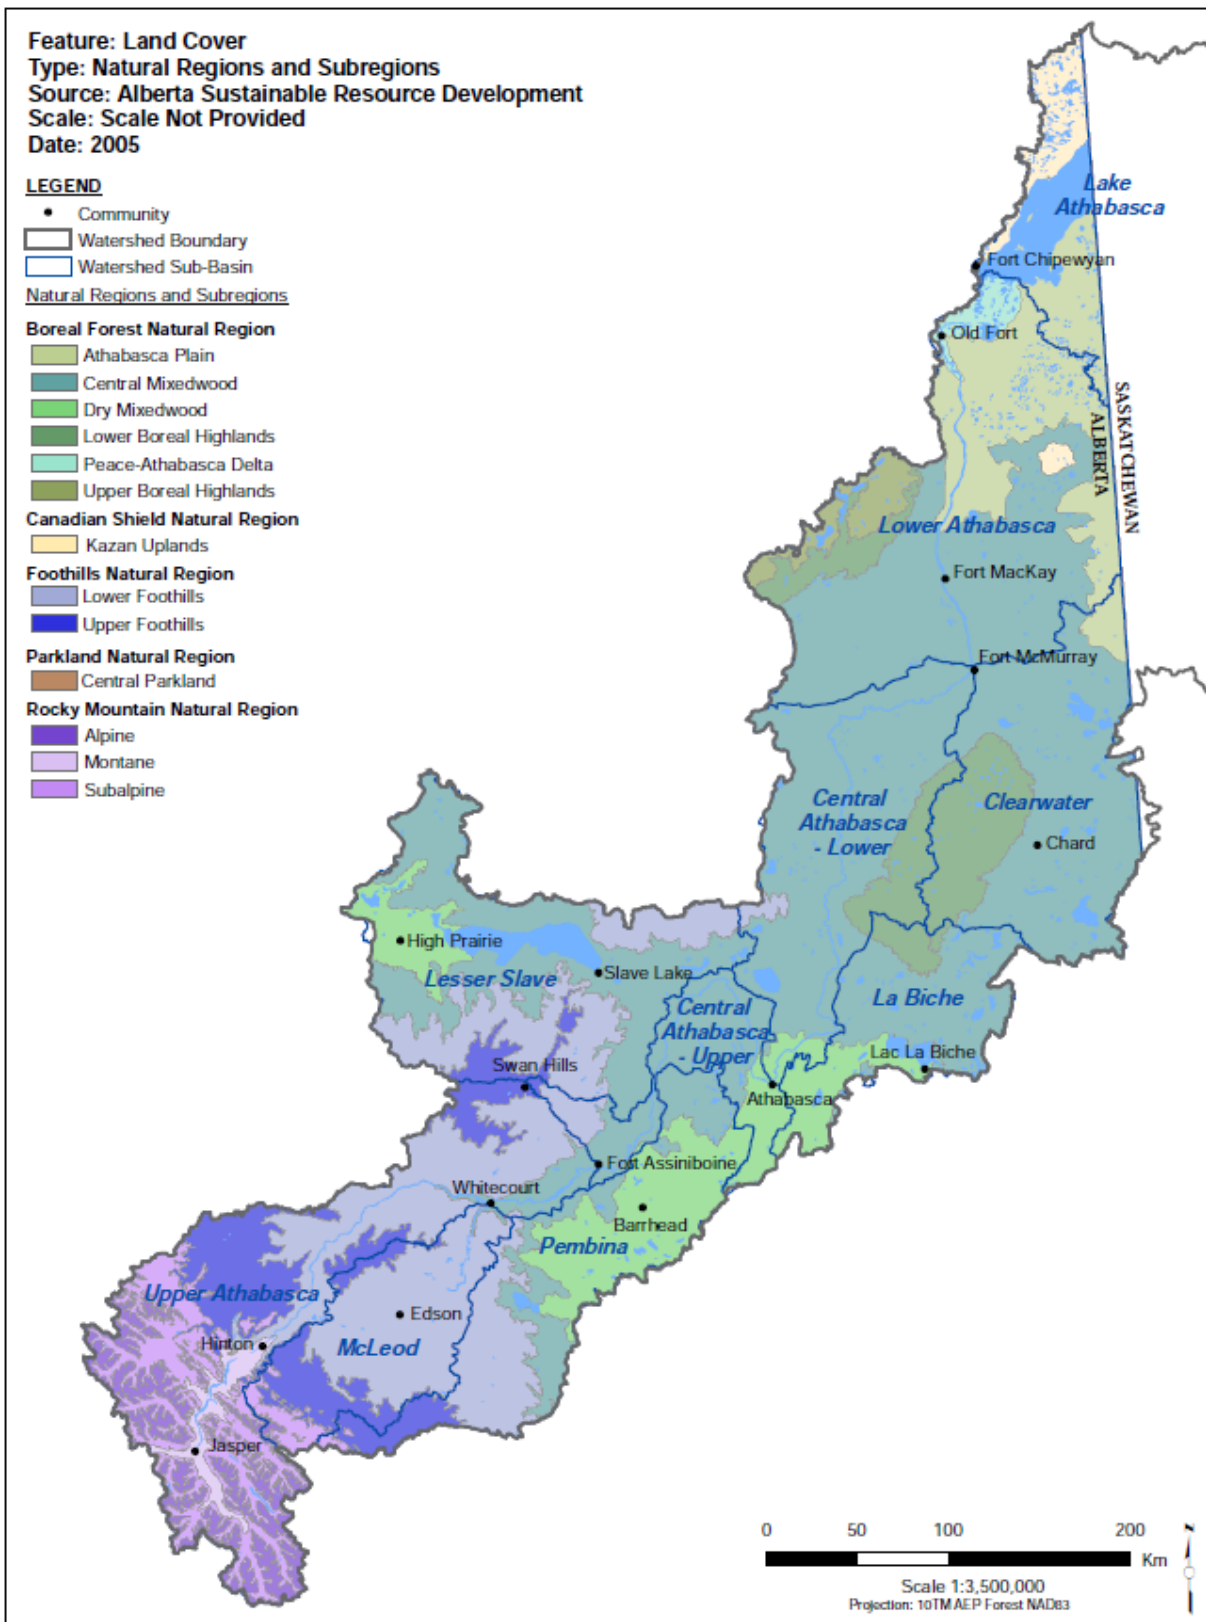 Feature: Land Cover
Type: Natural Regions and Subregions
Source: Alberta Sustainable Resource Development
Scale: Scale Not Provided
Date: 2005
LEGEND
Community
Watershed Boundary
Watershed Sub-Basin
Natural Regions and Subregions
Boreal Forest Natural Region
Athabasca Plain
Central Mixedwood
Dry Mixedwood
Lower Boreal Highlands
Peace-Athabasca Delta
Upper Boreal Highlands
Canadian Shield Natural Region
Kazan Uplands
Foothills Natural Region
Lower Foothills
Upper Foothills
Parkland Natural Region
Central Parkland
Rocky Mountain Natural Region
Alpine
Montane
Subalpine
Lake
Athabasca
Fort Chipewyan
Old Fort
SASKATCHEWAN
ALBERTA
Lower Athabasca
Fort MacKay
Fort McMurray
Central
Athabasca
- Lower
Clearwater
Chard
High Prairie
Lesser Slave
Slave Lake
Central
Athabasca
- Upper
La Biche
Lac La Biche
Swan Hills
Athabasca
Fort Assiniboine
Whitecourt
Barrhead
Pembina
Upper Athabasca
Edson
Hinton
McLeod
Jasper
0 50 100 200
Km
Scale 1:3,500,000
Projection: 10TM AEP Forest NAD83
N